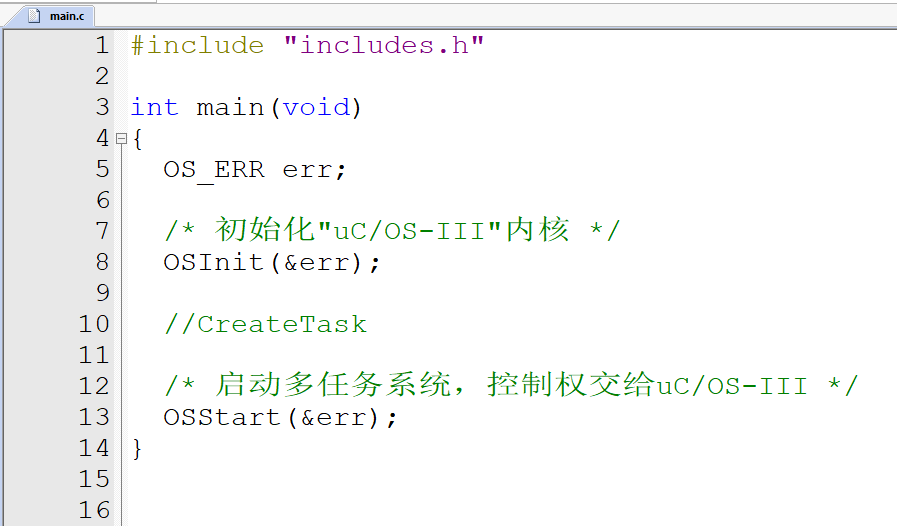 main.c
1 #include "includes.h"
2
3 int main(void)
4 {
5 OS_ERR err;
6
7 /* 初始化"uC/OS-III"内核 */
8 OSInit(&err);
9
10 //CreateTask
11
12 /* 启动多任务系统，控制权交给uC/OS-III */
13 OSStart(&err);
14 }
15
16